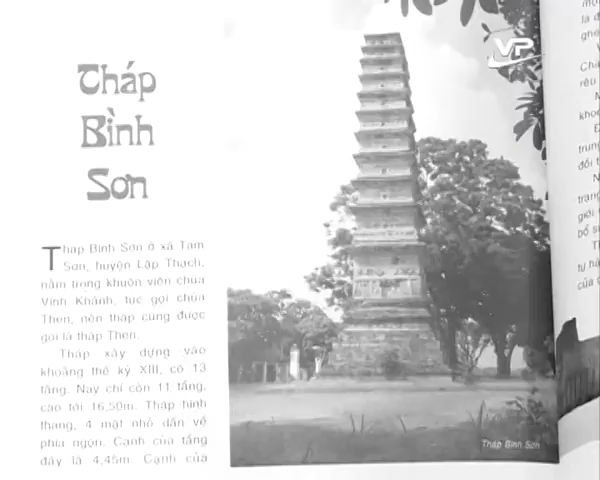 Tháp
Bình
Sơn
Tháp Bình Sơn ở xã Tam
Sơn, huyện Lập Thạch,
nằm trong khuôn viên chùa
Vĩnh Khánh, tục gọi chùa
Then, nên tháp cũng được
gọi là tháp Then.
Tháp xây dựng vào
khoảng thế kỷ XIII, có 13
tầng. Nay chỉ còn 11 tầng,
cao tới 16,50m. Tháp hình
thang, 4 mặt nhỏ dần về
phía ngọn. Cạnh của tầng
đáy là 4,45m. Cạnh của
VP
Tháp Bình Sơn